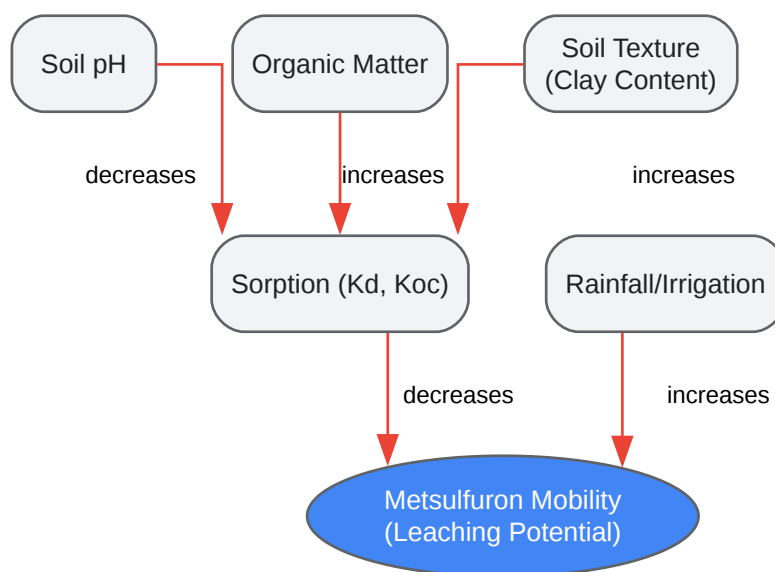 Soil pH
Organic Matter
Soil Texture
(Clay Content)
decreases
increases
increases
Sorption (Kd, Koc)
Rainfall/Irrigation
decreases
increases
Metsulfuron Mobility
(Leaching Potential)